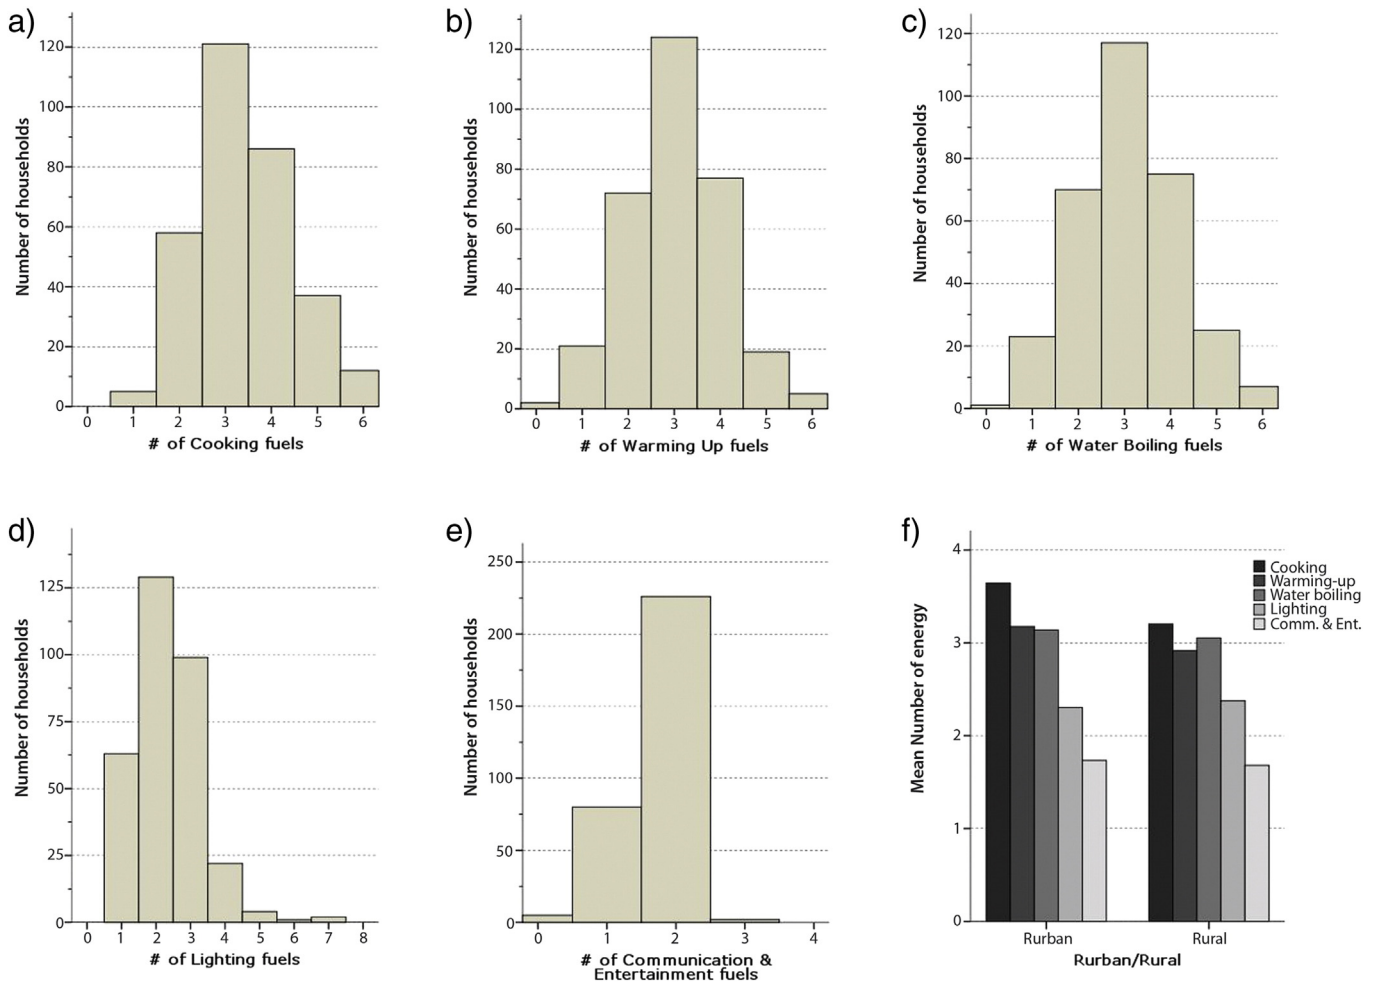 a)
120
100
80
60
40
20
0
Number of households
0 1 2 3 4 5 6
# of Cooking fuels
b)
120
100
80
60
40
20
0
Number of households
0 1 2 3 4 5 6
# of Warming Up fuels
c)
120
100
80
60
40
20
0
Number of households
0 1 2 3 4 5 6
# of Water Boiling fuels
d)
125
100
75
50
25
0
Number of households
0 1 2 3 4 5 6 7 8
# of Lighting fuels
e)
250
200
150
100
50
0
Number of households
0 1 2 3 4
# of Communication &
Entertainment fuels
f)
4
3
2
1
0
Mean Number of energy
Cooking
Warming-up
Water boiling
Lighting
Comm. & Ent.
Rurban Rural
Rurban/Rural